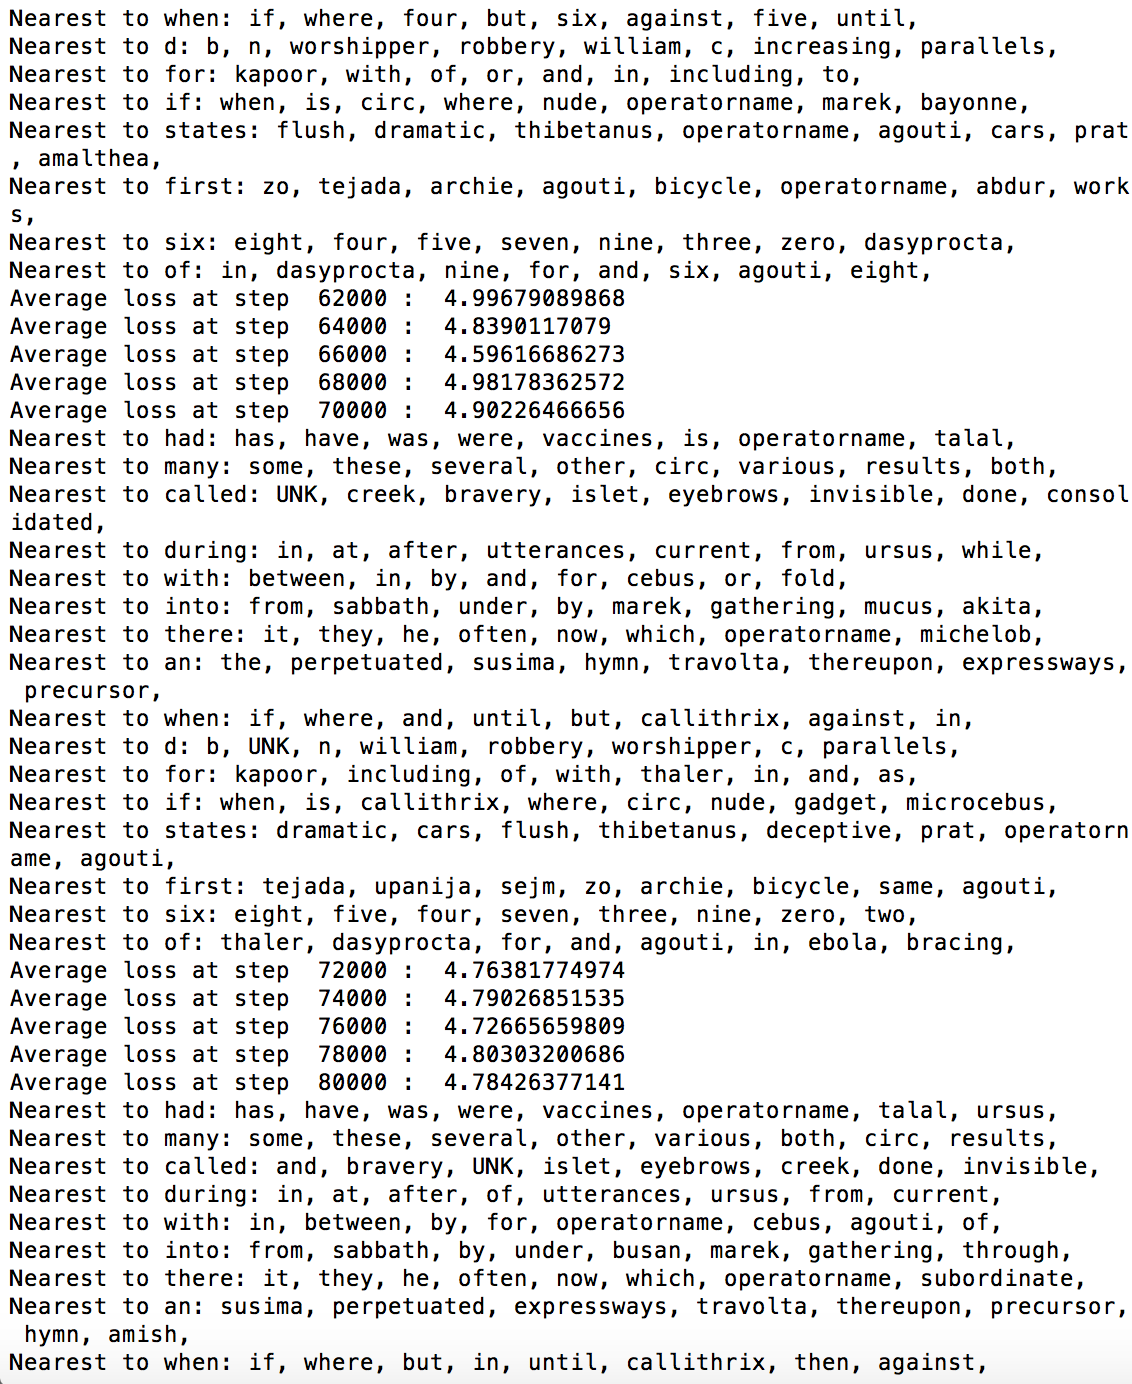 Nearest to when: if, where, four, but, six, against, five, until,
Nearest to d: b, n, worshipper, robbery, william, c, increasing, parallels,
Nearest to for: kapoor, with, of, or, and, in, including, to,
Nearest to if: when, is, circ, where, nude, operatorname, marek, bayonne,
Nearest to states: flush, dramatic, thibetanus, operatorname, agouti, cars, prat
, amalthea,
Nearest to first: zo, tejada, archie, agouti, bicycle, operatorname, abdur, work
s,
Nearest to six: eight, four, five, seven, nine, three, zero, dasyprocta,
Nearest to of: in, dasyprocta, nine, for, and, six, agouti, eight,
Average loss at step  62000 :  4.99679089868
Average loss at step  64000 :  4.8390117079
Average loss at step  66000 :  4.59616686273
Average loss at step  68000 :  4.98178362572
Average loss at step  70000 :  4.90226466656
Nearest to had: has, have, was, were, vaccines, is, operatorname, talal,
Nearest to many: some, these, several, other, circ, various, results, both,
Nearest to called: UNK, creek, bravery, islet, eyebrows, invisible, done, consol
idated,
Nearest to during: in, at, after, utterances, current, from, ursus, while,
Nearest to with: between, in, by, and, for, cebus, or, fold,
Nearest to into: from, sabbath, under, by, marek, gathering, mucus, akita,
Nearest to there: it, they, he, often, now, which, operatorname, michelob,
Nearest to an: the, perpetuated, susima, hymn, travolta, thereupon, expressways,
 precursor,
Nearest to when: if, where, and, until, but, callithrix, against, in,
Nearest to d: b, UNK, n, william, robbery, worshipper, c, parallels,
Nearest to for: kapoor, including, of, with, thaler, in, and, as,
Nearest to if: when, is, callithrix, where, circ, nude, gadget, microcebus,
Nearest to states: dramatic, cars, flush, thibetanus, deceptive, prat, operatorn
ame, agouti,
Nearest to first: tejada, upanija, sejm, zo, archie, bicycle, same, agouti,
Nearest to six: eight, five, four, seven, three, nine, zero, two,
Nearest to of: thaler, dasyprocta, for, and, agouti, in, ebola, bracing,
Average loss at step  72000 :  4.76381774974
Average loss at step  74000 :  4.79026851535
Average loss at step  76000 :  4.72665659809
Average loss at step  78000 :  4.80303200686
Average loss at step  80000 :  4.78426377141
Nearest to had: has, have, was, were, vaccines, operatorname, talal, ursus,
Nearest to many: some, these, several, other, various, both, circ, results,
Nearest to called: and, bravery, UNK, islet, eyebrows, creek, done, invisible,
Nearest to during: in, at, after, of, utterances, ursus, from, current,
Nearest to with: in, between, by, for, operatorname, cebus, agouti, of,
Nearest to into: from, sabbath, by, under, busan, marek, gathering, through,
Nearest to there: it, they, he, often, now, which, operatorname, subordinate,
Nearest to an: susima, perpetuated, expressways, travolta, thereupon, precursor,
 hymn, amish,
Nearest to when: if, where, but, in, until, callithrix, then, against,